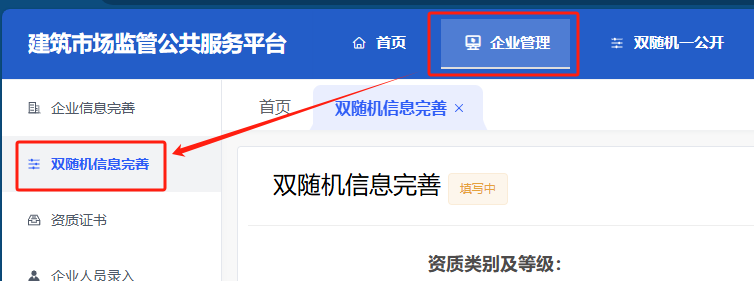 建筑市场监管公共服务平台 首页 企业管理 双随机一公开
企业信息完善
首页 双随机信息完善 ×
双随机信息完善
双随机信息完善 填写中
资质证书
资质类别及等级：
企业人员录入